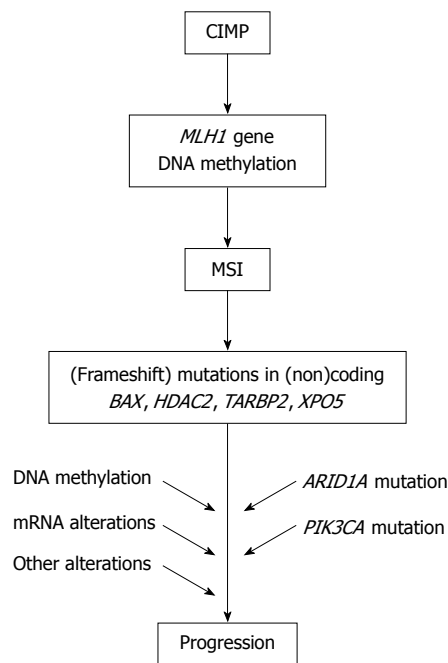 CIMP
MLH1 gene
DNA methylation
MSI
(Frameshift) mutations in (non)coding
BAX, HDAC2, TARBP2, XPO5
DNA methylation
ARID1A mutation
mRNA alterations
PIK3CA mutation
Other alterations
Progression